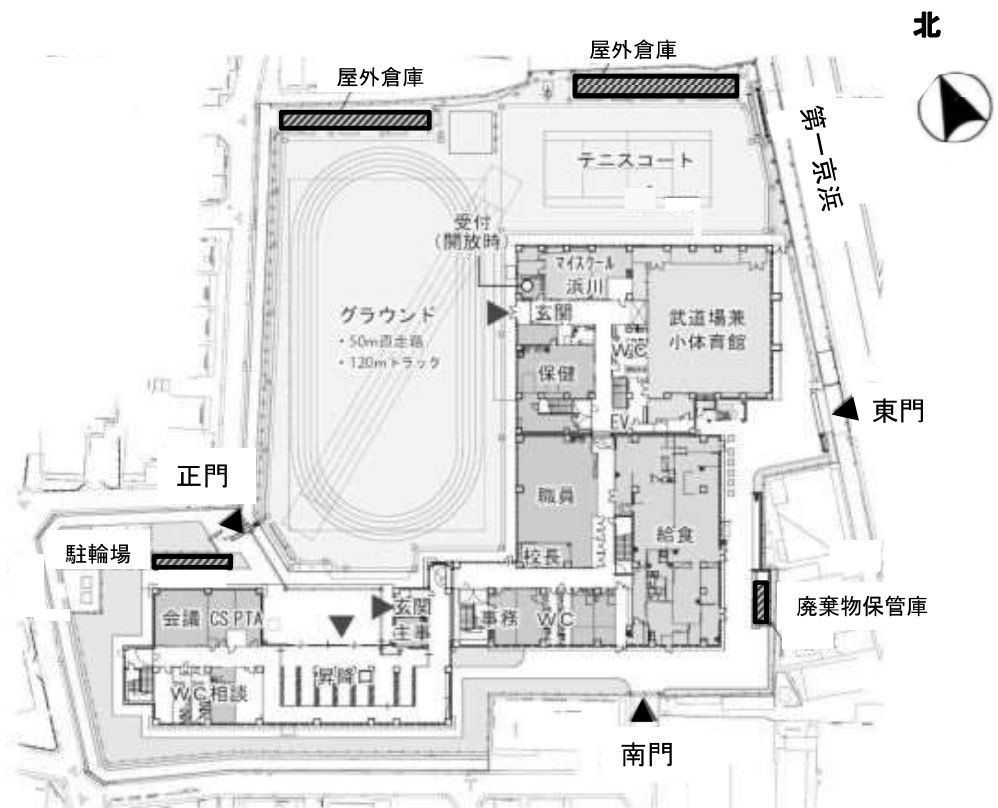 北
屋外倉庫
屋外倉庫
第一京浜
テニスコート
受付
(開放時)
マイスクール
浜川
玄関
グラウンド
・50m直走路
・120mトラック
武道場兼
小体育館
WC
保健
EV
東門
正門
職員
給食
校長
駐輪場
会議
CS
PTA
玄関
主事
事務
WC
廃棄物保管庫
昇降口
WC
相談
南門